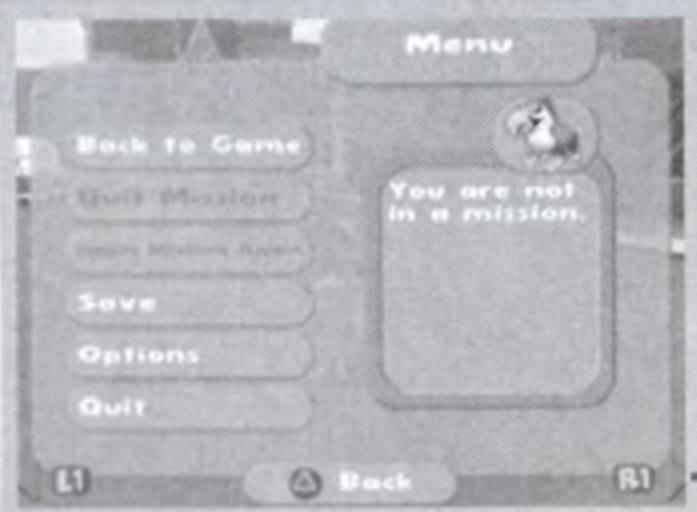 Menu
Back to Game
Quit Mission
You are not
in a mission.
Save
Options
Quit
L1
Back
R1